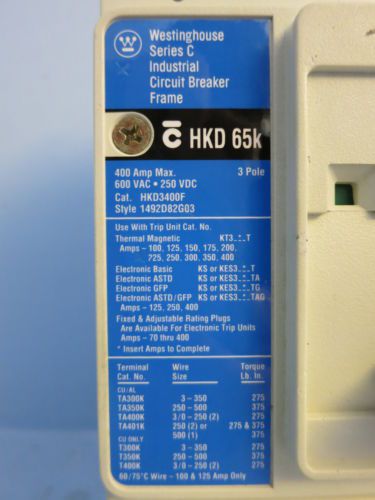 Westinghouse
Series C
Industrial
Circuit Breaker
Frame
C HKD 65k
400 Amp Max. 3 Pole
600 VAC • 250 VDC
Cat. HKD3400F
Style 1492D82G03
Use With Trip Unit Cat. No.
Thermal Magnetic KT3_*_T
Amps – 100, 125, 150, 175, 200,
225, 250, 300, 350, 400
Electronic Basic KS or KES3_*_T
Electronic ASTD KS or KES3_*_TA
Electronic GFP KS or KES3_*_TG
Electronic ASTD/GFP KS or KES3_*_TAG
Amps – 125, 250, 400
Fixed & Adjustable Rating Plugs
Are Available For Electronic Trip Units
Amps – 70 thru 400
* Insert Amps to Complete
Terminal Wire Torque
Cat. No. Size Lb. In.
CU/AL
TA300K 3 – 350 275
TA350K 250 – 500 375
TA400K 3/0 – 250 (2) 275
TA401K 250 (2) or 275 & 375
500 (1) 375
CU ONLY
T300K 3 – 350 275
T350K 250 – 500 375
T400K 3/0 – 250 (2) 275
60/75°C Wire – 100 & 125 Amp Only